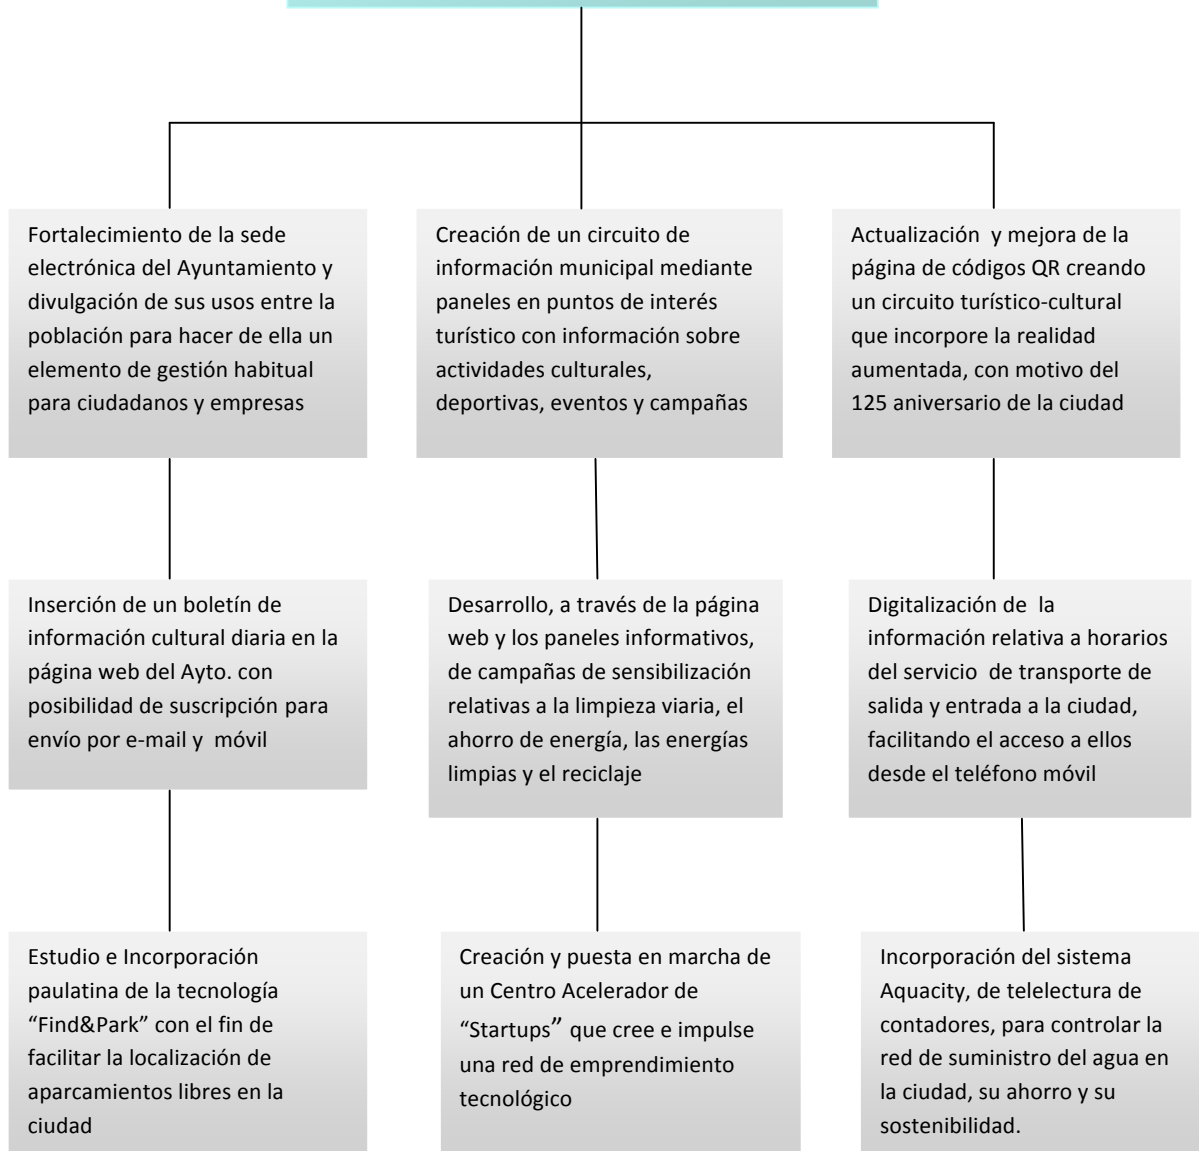 Fortalecimiento de la sede
electrónica del Ayuntamiento y
divulgación de sus usos entre la
población para hacer de ella un
elemento de gestión habitual
para ciudadanos y empresas
Creación de un circuito de
información municipal mediante
paneles en puntos de interés
turístico con información sobre
actividades culturales,
deportivas, eventos y campañas
Actualización y mejora de la
página de códigos QR creando
un circuito turístico-cultural
que incorpore la realidad
aumentada, con motivo del
125 aniversario de la ciudad
Inserción de un boletín de
información cultural diaria en la
página web del Ayto. con
posibilidad de suscripción para
envío por e-mail y móvil
Desarrollo, a través de la página
web y los paneles informativos,
de campañas de sensibilización
relativas a la limpieza viaria, el
ahorro de energía, las energías
limpias y el reciclaje
Digitalización de la
información relativa a horarios
del servicio de transporte de
salida y entrada a la ciudad,
facilitando el acceso a ellos
desde el teléfono móvil
Estudio e Incorporación
paulatina de la tecnología
“Find&Park” con el fin de
facilitar la localización de
aparcamientos libres en la
ciudad
Creación y puesta en marcha de
un Centro Acelerador de
“Startups” que cree e impulse
una red de emprendimiento
tecnológico
Incorporación del sistema
Aquacity, de telelectura de
contadores, para controlar la
red de suministro del agua en
la ciudad, su ahorro y su
sostenibilidad.